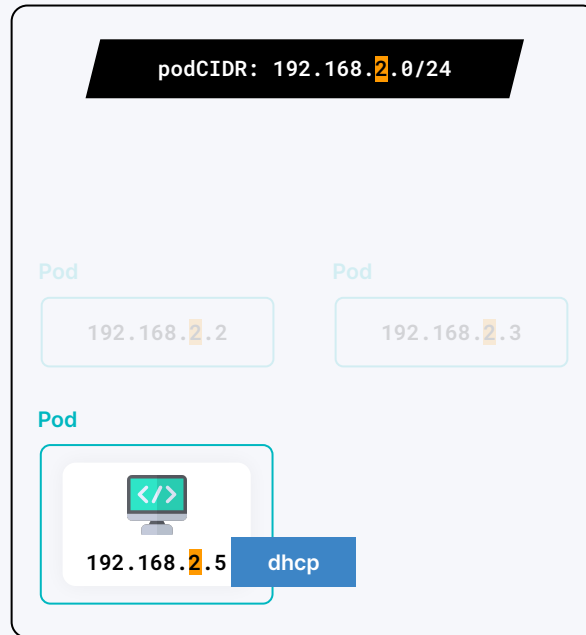 podCIDR: 192.168.2.0/24
Pod
Pod
192.168.2.2
192.168.2.3
Pod
</>
192.168.2.5
dhcp